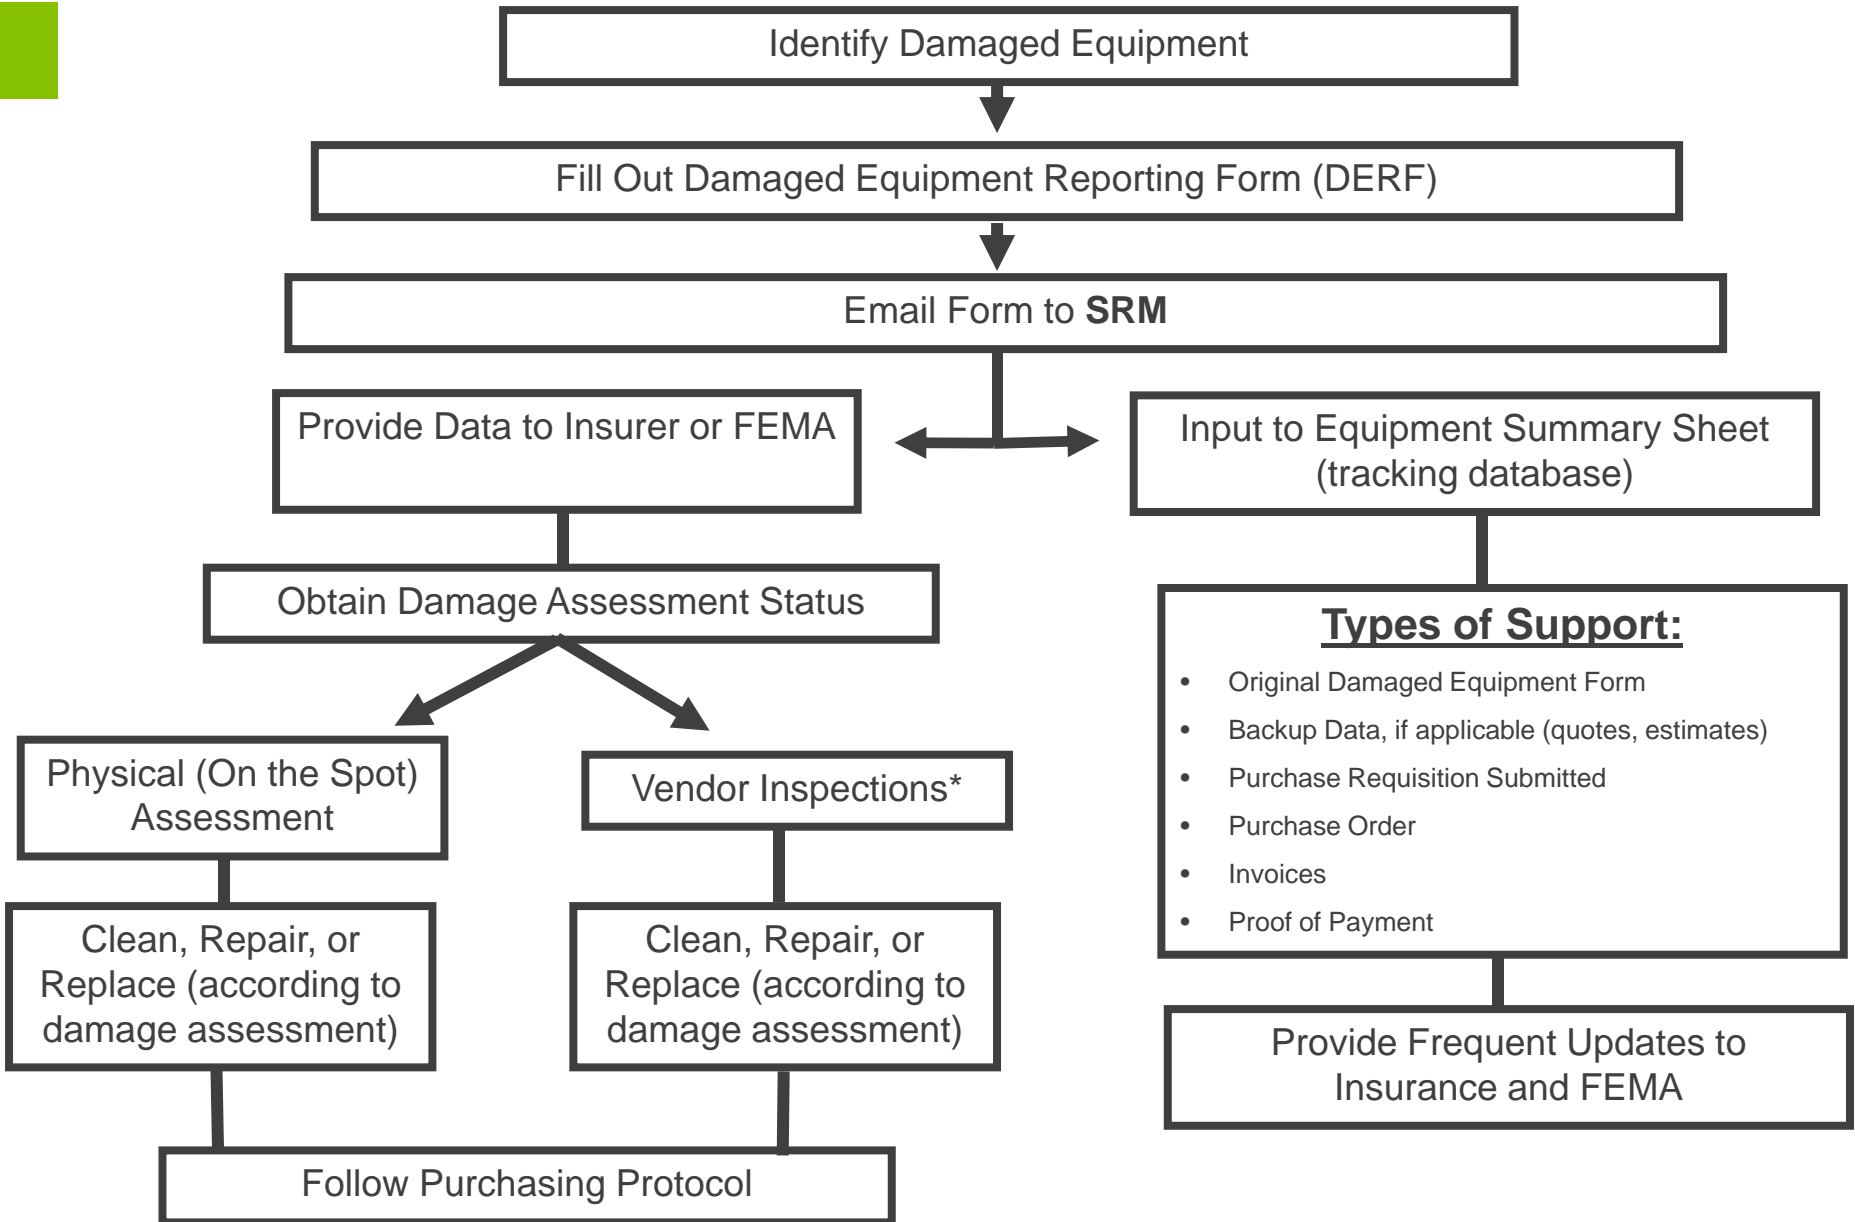 Identify Damaged Equipment
Fill Out Damaged Equipment Reporting Form (DERF)
Email Form to SRM
Provide Data to Insurer or FEMA
Input to Equipment Summary Sheet
(tracking database)
Obtain Damage Assessment Status
Types of Support:
• Original Damaged Equipment Form
• Backup Data, if applicable (quotes, estimates)
• Purchase Requisition Submitted
• Purchase Order
• Invoices
• Proof of Payment
Physical (On the Spot)
Assessment
Vendor Inspections*
Clean, Repair, or
Replace (according to
damage assessment)
Clean, Repair, or
Replace (according to
damage assessment)
Provide Frequent Updates to
Insurance and FEMA
Follow Purchasing Protocol